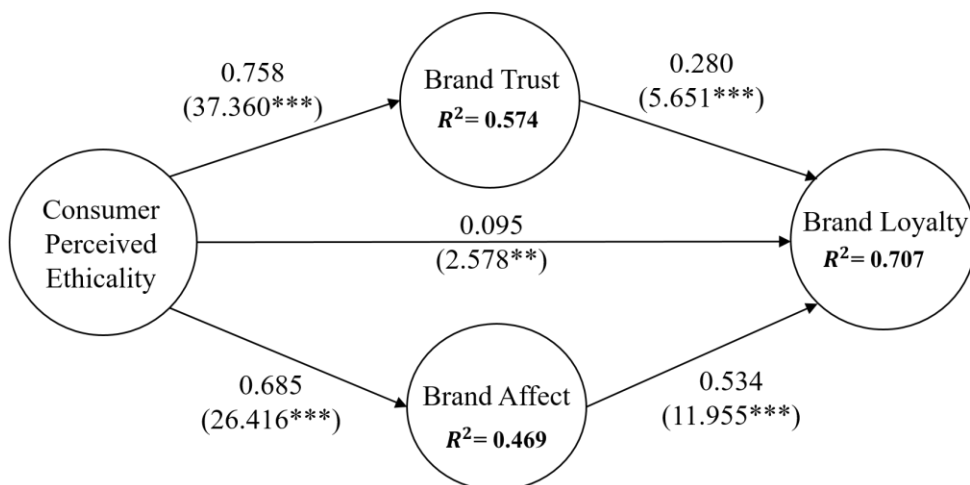 0.758
(37.360***)
Brand Trust
R² = 0.574
0.280
(5.651***)
Consumer
Perceived
Ethicality
0.095
(2.578**)
Brand Loyalty
R² = 0.707
0.685
(26.416***)
Brand Affect
R² = 0.469
0.534
(11.955***)